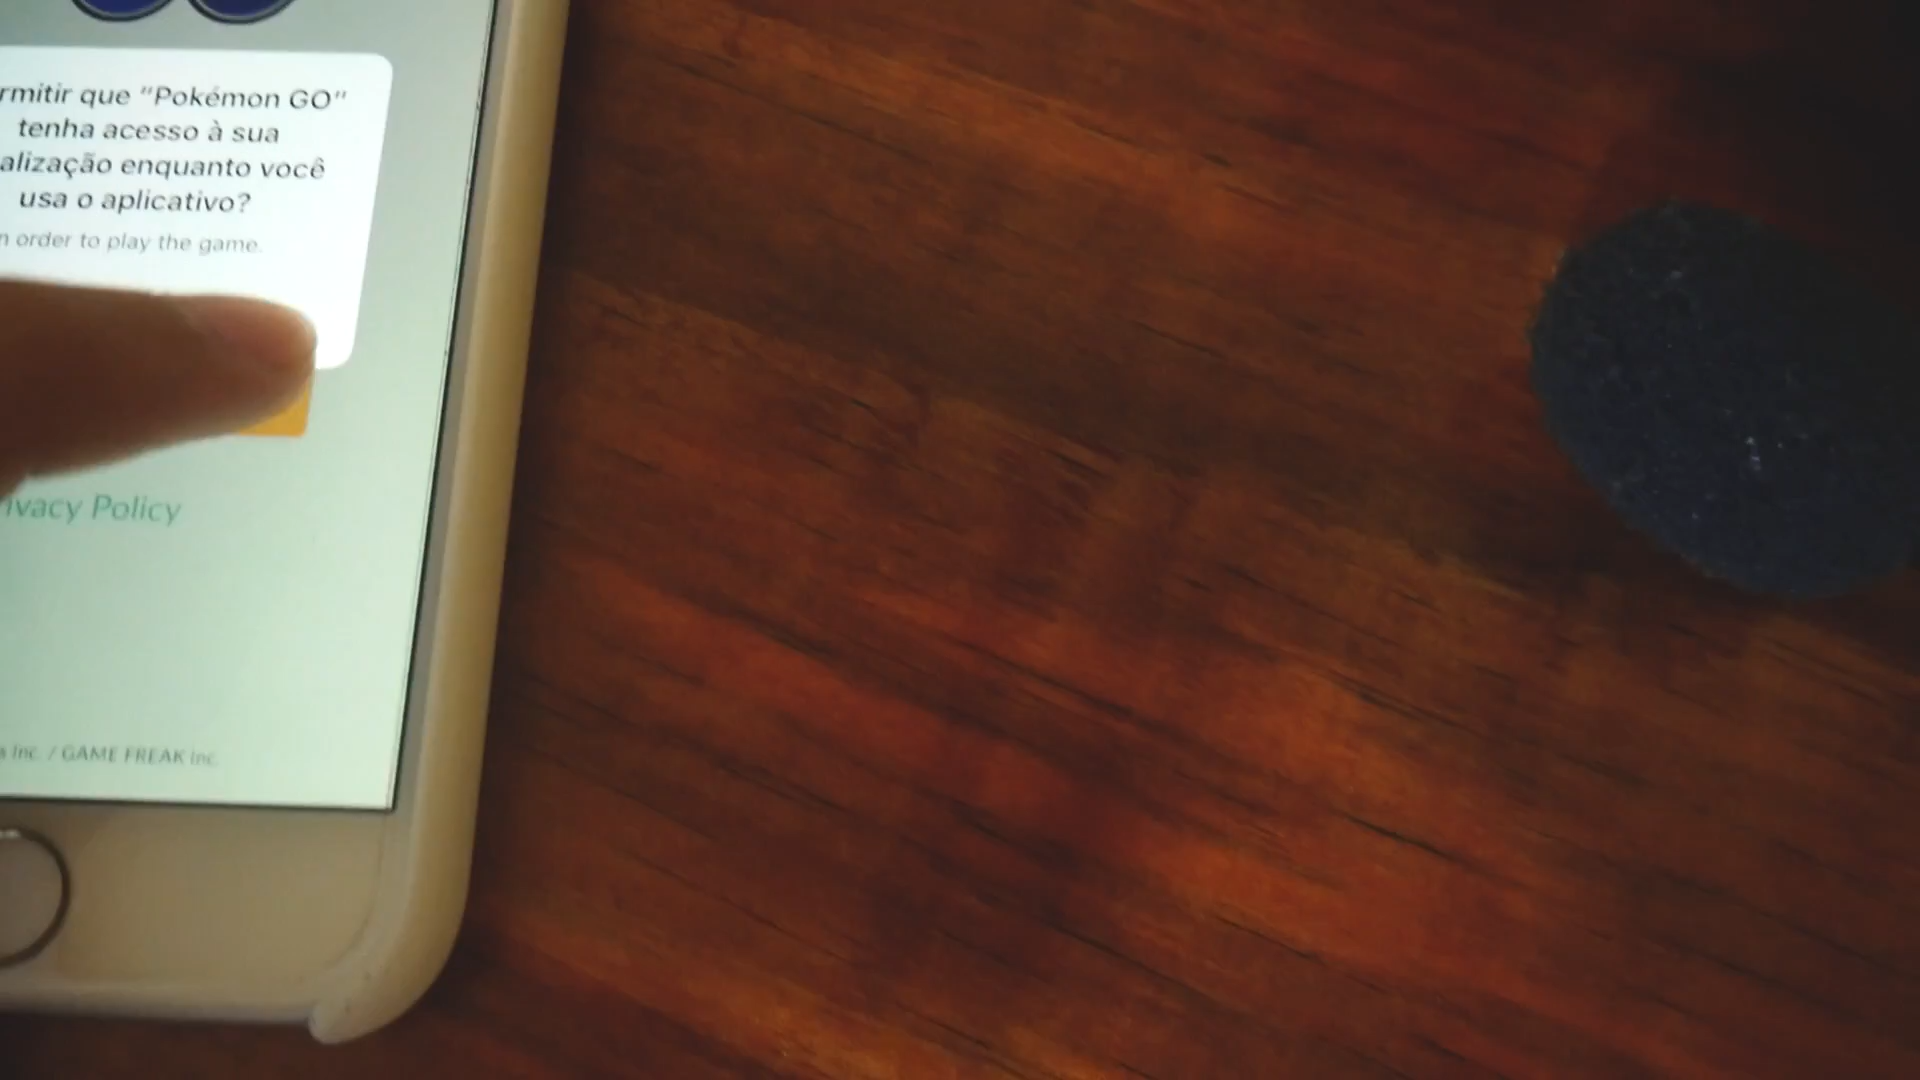 rmitir que "Pokémon GO"
tenha acesso à sua
alização enquanto você
usa o aplicativo?
n order to play the game.
ivacy Policy
Inc. / GAME FREAK inc.